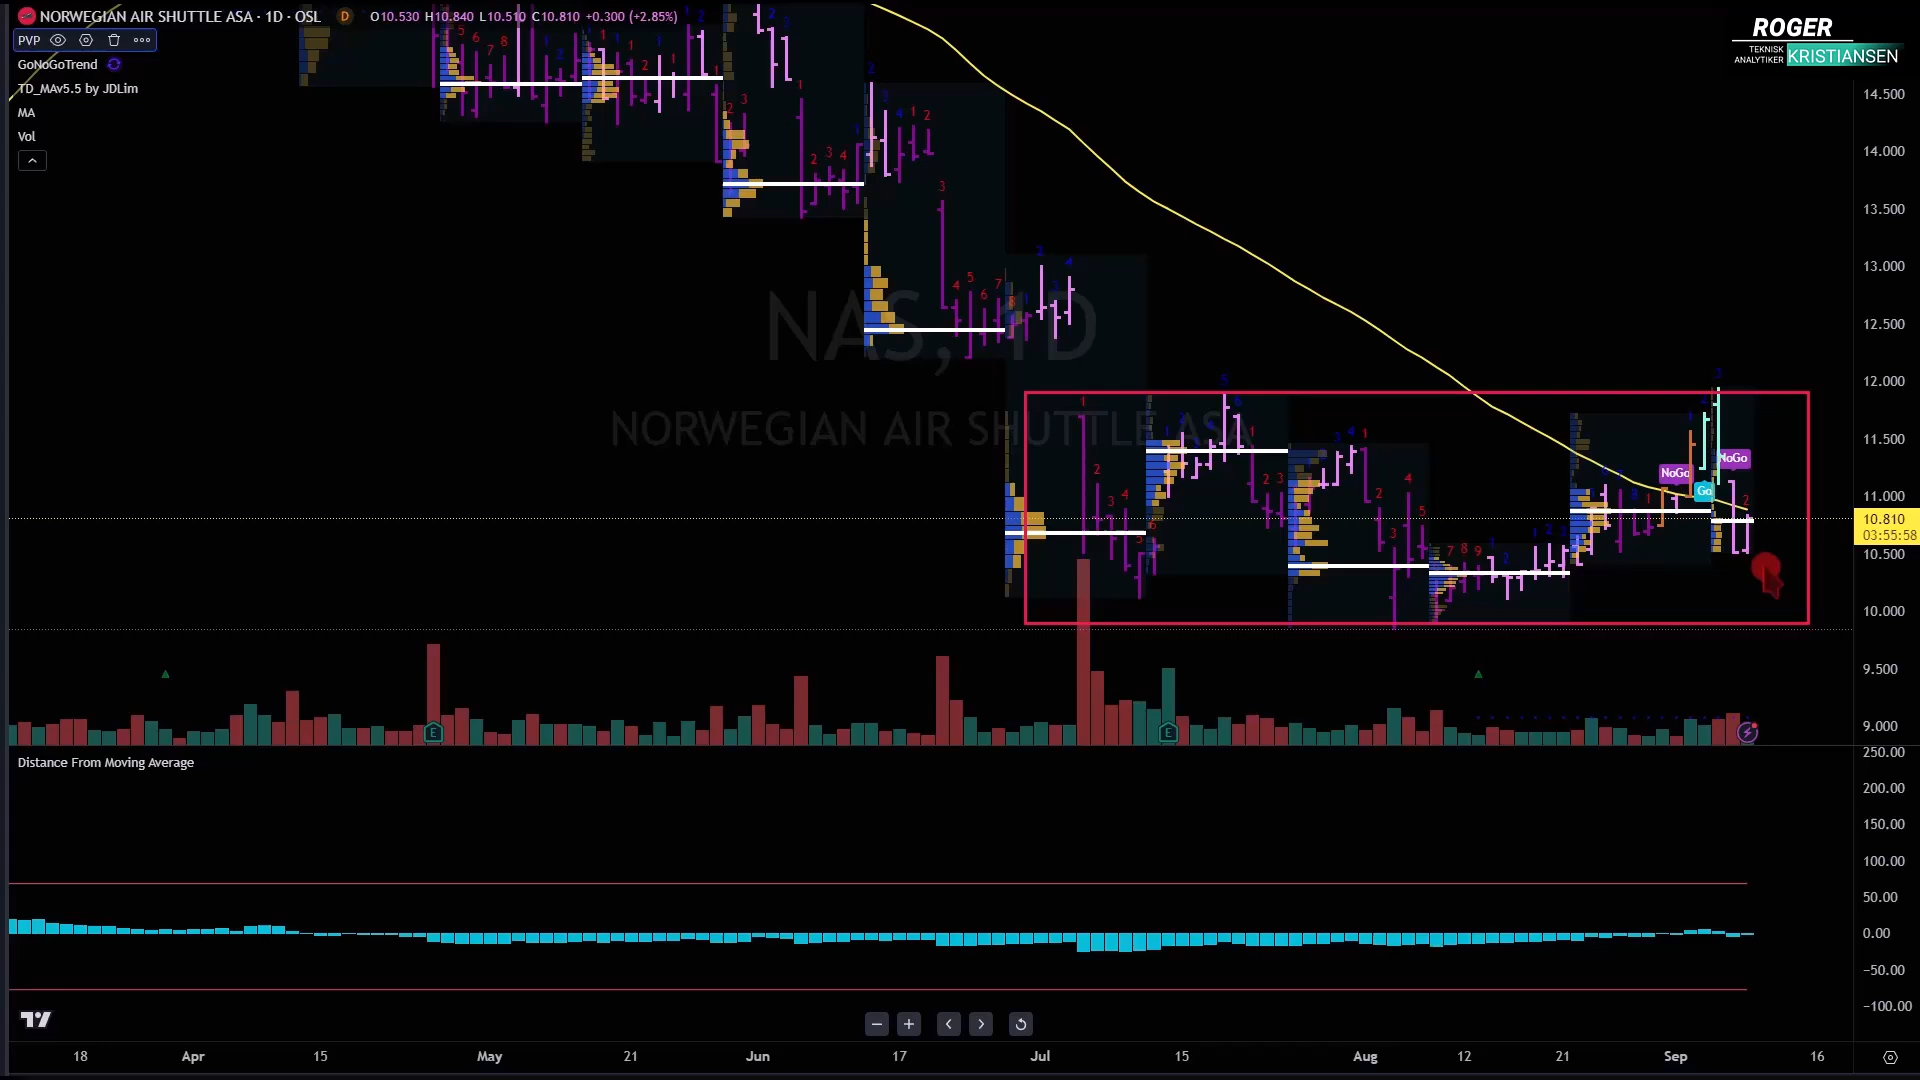 NORWEGIAN AIR SHUTTLE ASA · 1D · OSL D O10.530 H10.840 L10.510 C10.810 +0.300 (+2.85%)
PVP
GoNoGoTrend
TD_MAv5.5 by JDLim
MA
Vol
ROGER
TEKNISK ANALYTIKER KRISTIANSEN
NAS, 1D
NORWEGIAN AIR SHUTTLE ASA
NoGo
NoGo
Go
E
E
14.500
14.000
13.500
13.000
12.500
12.000
11.500
11.000
10.810
03:55:58
10.500
10.000
9.500
9.000
Distance From Moving Average
250.00
200.00
150.00
100.00
50.00
0.00
−50.00
−100.00
18 Apr 15 May 21 Jun 17 Jul 15 Aug 12 21 Sep 16